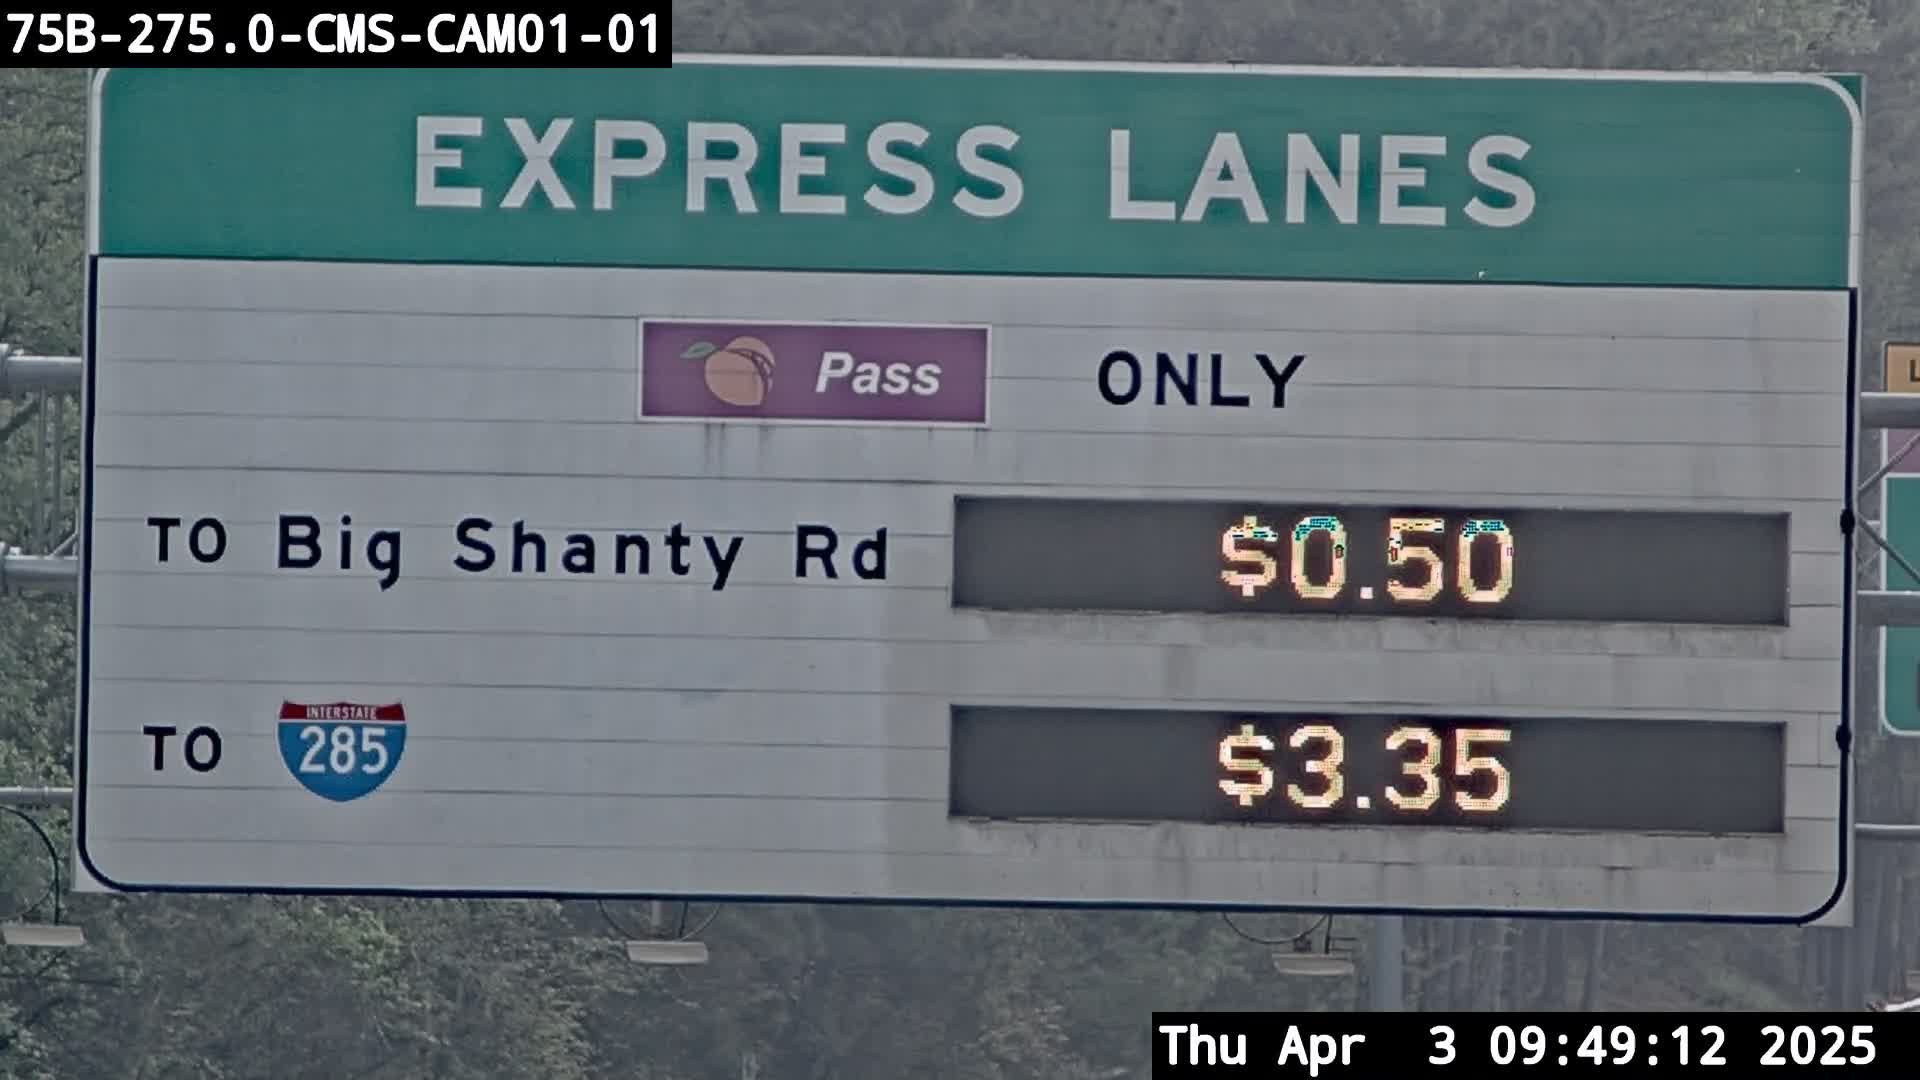 75B-275.0-CMS-CAM01-01
EXPRESS LANES
Pass ONLY
TO Big Shanty Rd $0.50
INTERSTATE
TO 285 $3.35
Thu Apr 3 09:49:12 2025